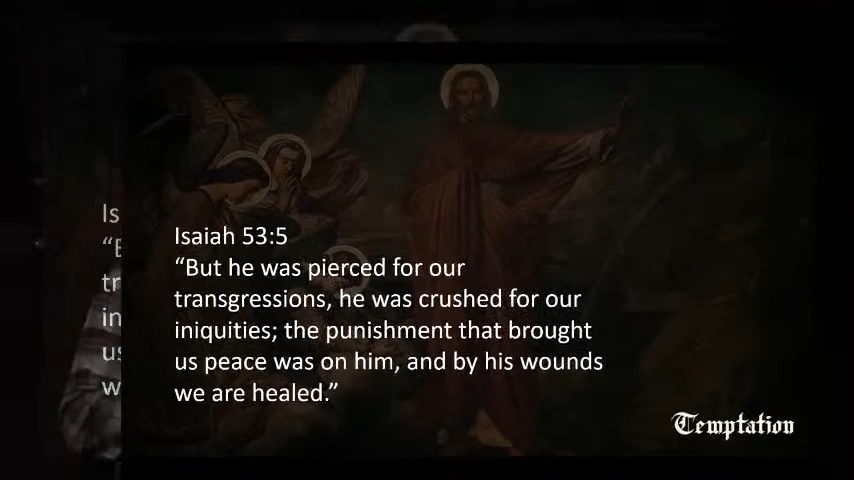 Isaiah 53:5
“But he was pierced for our
transgressions, he was crushed for our
iniquities; the punishment that brought
us peace was on him, and by his wounds
we are healed.”
Temptation